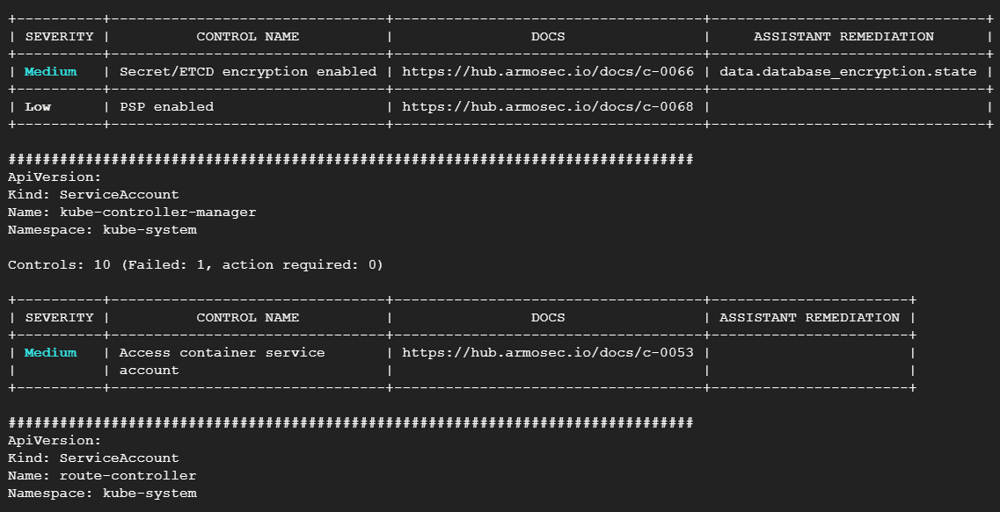 +----------+--------------------------------+------------------------------------+--------------------------------+
| SEVERITY |          CONTROL NAME          |                DOCS                |     ASSISTANT REMEDIATION      |
+----------+--------------------------------+------------------------------------+--------------------------------+
| Medium   | Secret/ETCD encryption enabled | https://hub.armosec.io/docs/c-0066 | data.database_encryption.state |
+----------+--------------------------------+------------------------------------+--------------------------------+
| Low      | PSP enabled                    | https://hub.armosec.io/docs/c-0068 |                                |
+----------+--------------------------------+------------------------------------+--------------------------------+
################################################################################
ApiVersion:
Kind: ServiceAccount
Name: kube-controller-manager
Namespace: kube-system
Controls: 10 (Failed: 1, action required: 0)
+----------+--------------------------------+------------------------------------+-----------------------+
| SEVERITY |          CONTROL NAME          |                DOCS                | ASSISTANT REMEDIATION |
+----------+--------------------------------+------------------------------------+-----------------------+
| Medium   | Access container service       | https://hub.armosec.io/docs/c-0053 |                       |
|          | account                        |                                    |                       |
+----------+--------------------------------+------------------------------------+-----------------------+
################################################################################
ApiVersion:
Kind: ServiceAccount
Name: route-controller
Namespace: kube-system